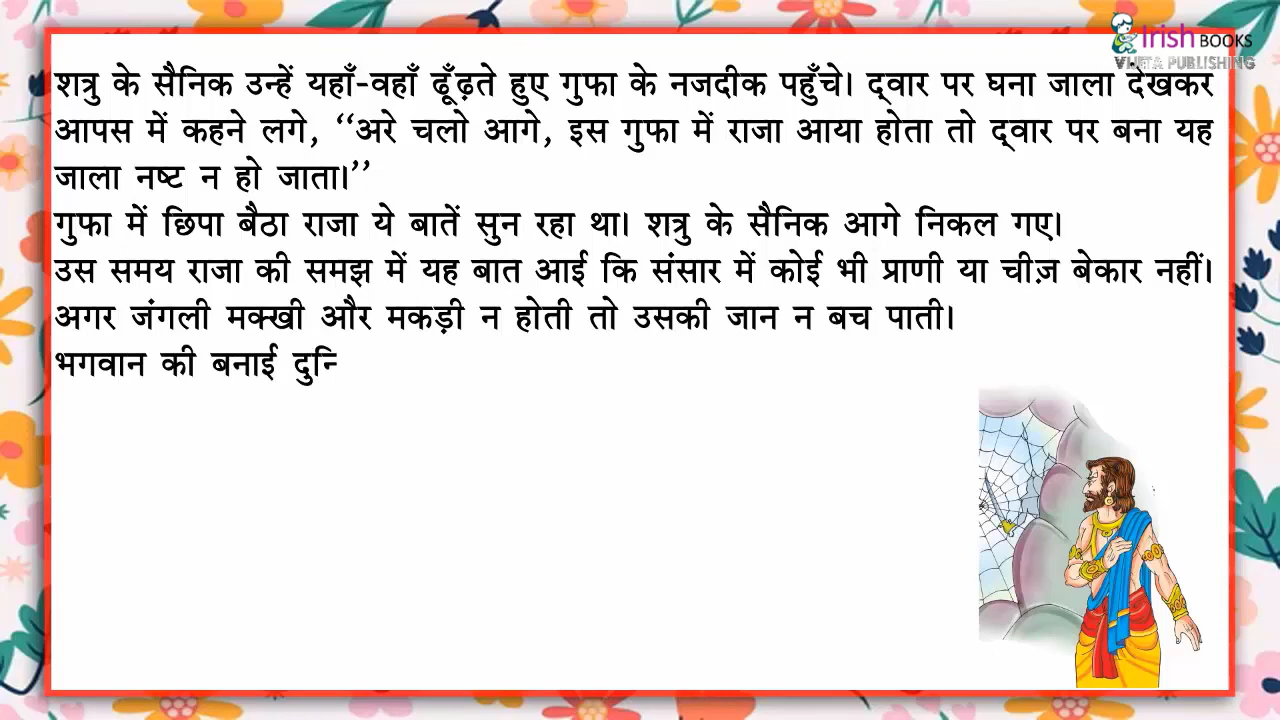 Irish BOOKS
VIJETA PUBLISHING
शत्रु के सैनिक उन्हें यहाँ-वहाँ ढूँढ़ते हुए गुफा के नजदीक पहुँचे। द्‌वार पर घना जाला देखकर
आपस में कहने लगे, ‘‘अरे चलो आगे, इस गुफा में राजा आया होता तो द्‌वार पर बना यह
जाला नष्ट न हो जाता।’’
गुफा में छिपा बैठा राजा ये बातें सुन रहा था। शत्रु के सैनिक आगे निकल गए।
उस समय राजा की समझ में यह बात आई कि संसार में कोई भी प्राणी या चीज़ बेकार नहीं।
अगर जंगली मक्खी और मकड़ी न होती तो उसकी जान न बच पाती।
भगवान की बनाई दुनि